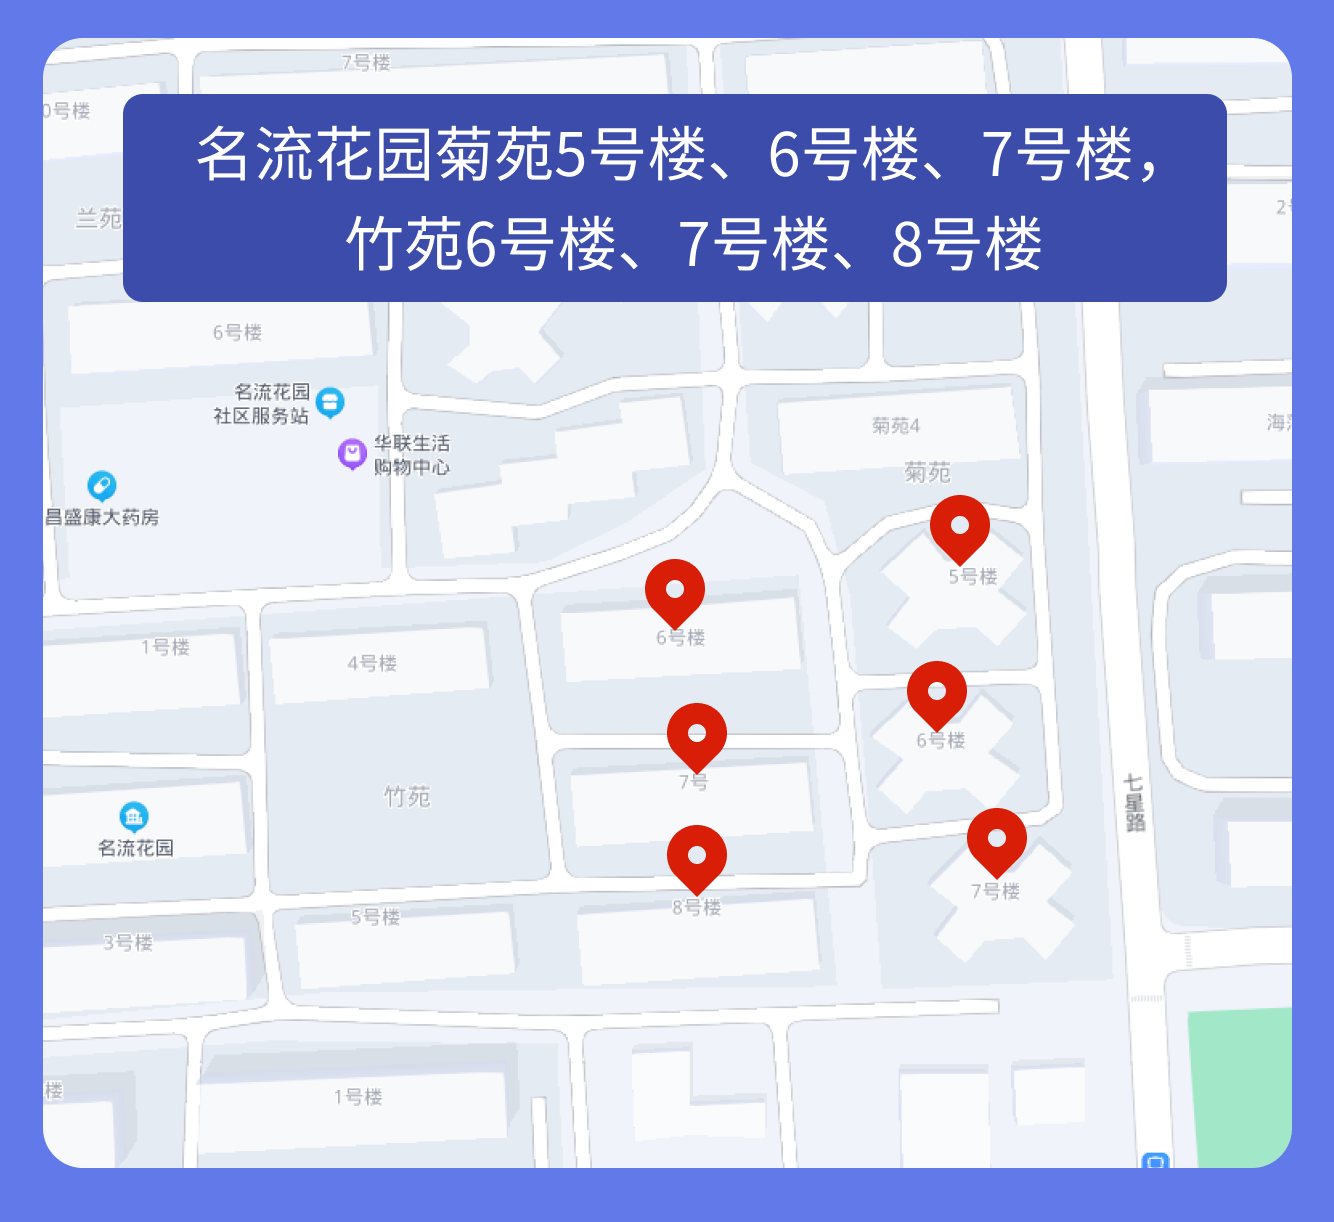 7号楼
0号楼
名流花园菊苑5号楼、6号楼、7号楼，
竹苑6号楼、7号楼、8号楼
兰苑
6号楼
名流花园
社区服务站
华联生活
购物中心
昌盛康大药房
菊苑4
菊苑
5号楼
6号楼
1号楼
4号楼
6号楼
7号
竹苑
七星路
名流花园
7号楼
8号楼
5号楼
3号楼
楼
1号楼